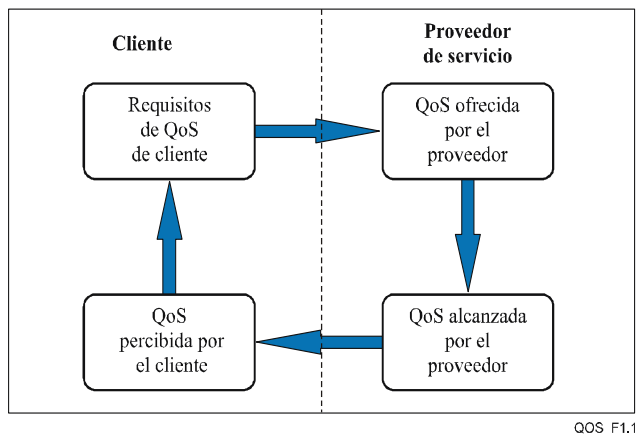 Cliente
Proveedor
de servicio
Requisitos
de QoS
de cliente
QoS ofrecida
por el
proveedor
QoS
percibida por
el cliente
QoS alcanzada
por el
proveedor
QOS F1.1